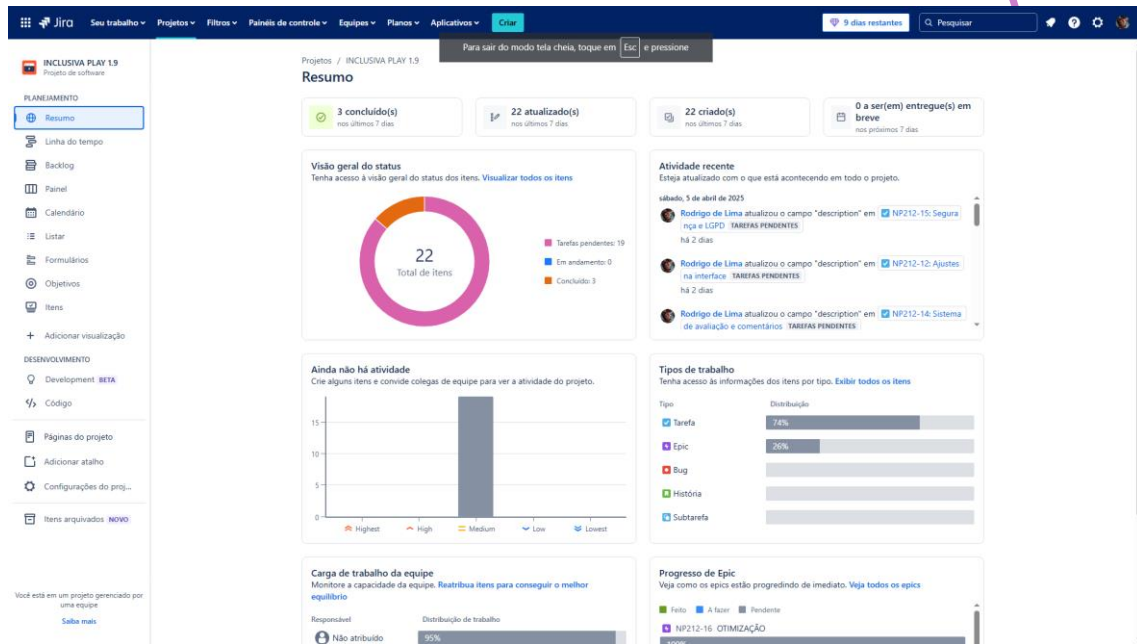 Jira
Seu trabalho
Projetos
Filtros
Painéis de controle
Equipes
Planos
Aplicativos
Criar
9 dias restantes
Pesquisar
Para sair do modo tela cheia, toque em Esc e pressione
INCLUSIVA PLAY 1.9
Projeto de software
PLANEJAMENTO
Resumo
Linha do tempo
Backlog
Painel
Calendário
Listar
Formulários
Objetivos
Itens
Adicionar visualização
DESENVOLVIMENTO
Development BETA
Código
Páginas do projeto
Adicionar atalho
Configurações do proj...
Itens arquivados NOVO
Você está em um projeto gerenciado por
uma equipe
Saiba mais
Projetos / INCLUSIVA PLAY 1.9
Resumo
3 concluído(s)
nos últimos 7 dias
22 atualizado(s)
nos últimos 7 dias
22 criado(s)
nos últimos 7 dias
0 a ser(em) entregue(s) em
breve
nos próximos 7 dias
Visão geral do status
Tenha acesso à visão geral do status dos itens. Visualizar todos os itens
22
Total de itens
Tarefas pendentes: 19
Em andamento: 0
Concluído: 3
Atividade recente
Esteja atualizado com o que está acontecendo em todo o projeto.
sábado, 5 de abril de 2025
Rodrigo de Lima atualizou o campo "description" em NP212-15: Segura
nça e LGPD TAREFAS PENDENTES
há 2 dias
Rodrigo de Lima atualizou o campo "description" em NP212-12: Ajustes
na interface TAREFAS PENDENTES
há 2 dias
Rodrigo de Lima atualizou o campo "description" em NP212-14: Sistema
de avaliação e comentários TAREFAS PENDENTES
Ainda não há atividade
Crie alguns itens e convide colegas de equipe para ver a atividade do projeto.
15
10
5
0
Highest
High
Medium
Low
Lowest
Tipos de trabalho
Tenha acesso às informações dos itens por tipo. Exibir todos os itens
Tipo
Distribuição
Tarefa
74%
Epic
26%
Bug
História
Subtarefa
Carga de trabalho da equipe
Monitore a capacidade da equipe. Reatribua itens para conseguir o melhor
equilíbrio
Responsável
Distribuição de trabalho
Não atribuído
95%
Progresso de Epic
Veja como os epics estão progredindo de imediato. Veja todos os epics
Feito
A fazer
Pendente
NP212-16 OTIMIZAÇÃO
100%